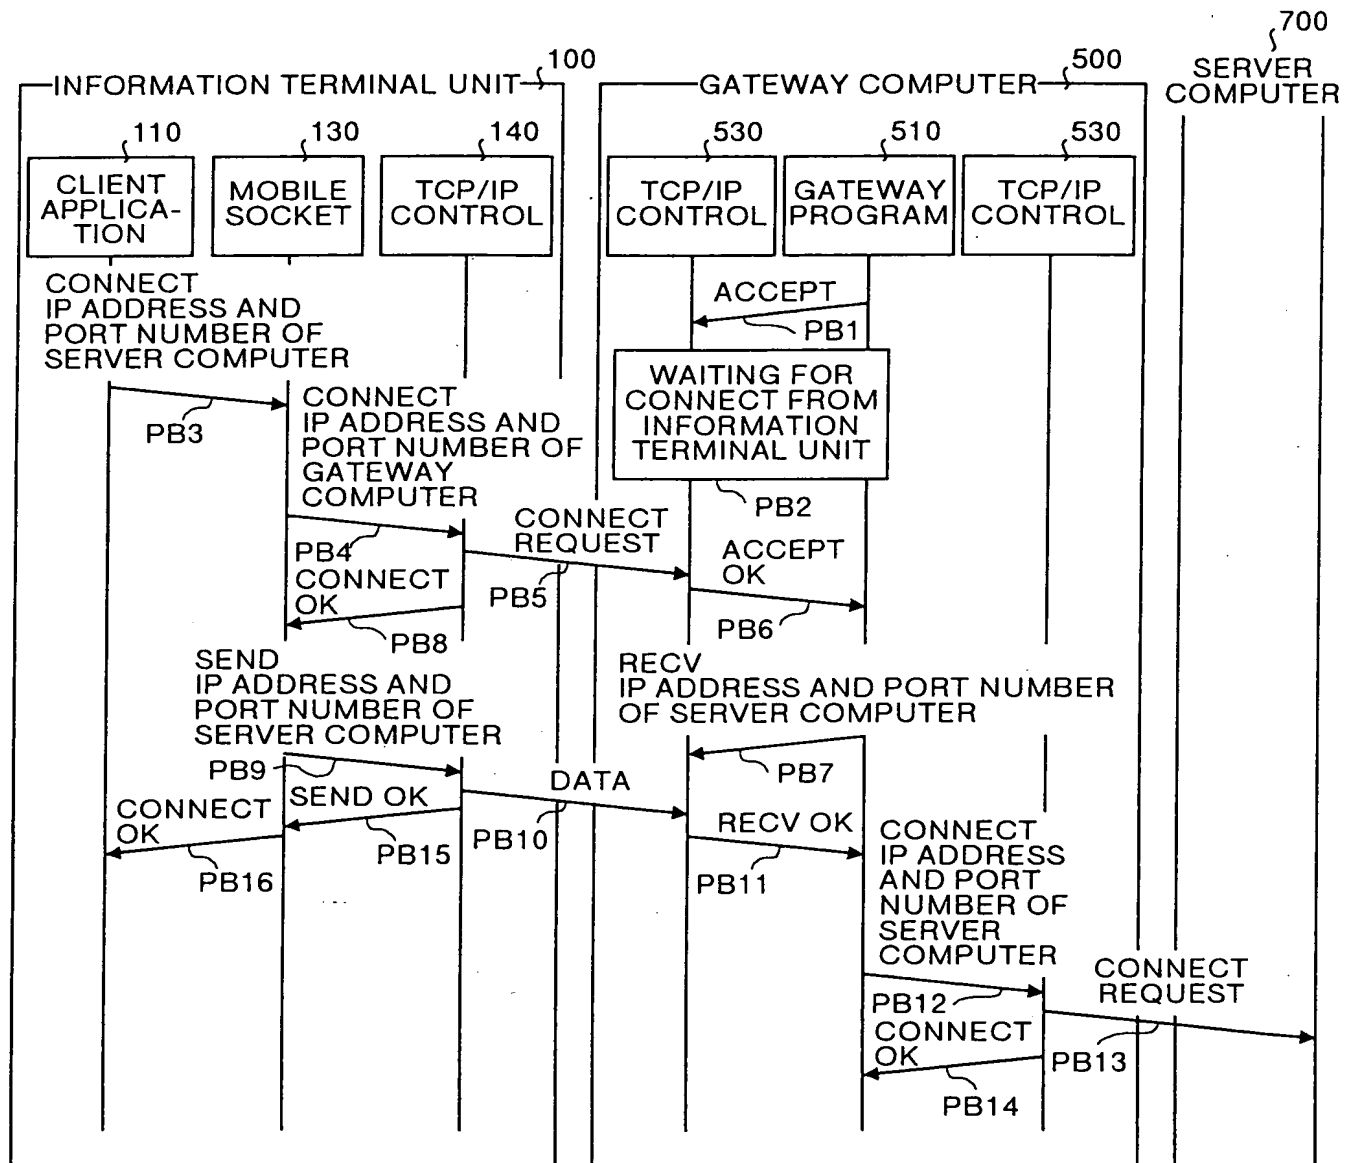 700
SERVER
COMPUTER
INFORMATION TERMINAL UNIT
100
GATEWAY COMPUTER
500
110
130
140
530
510
530
CLIENT
APPLICA-
TION
MOBILE
SOCKET
TCP/IP
CONTROL
TCP/IP
CONTROL
GATEWAY
PROGRAM
TCP/IP
CONTROL
CONNECT
IP ADDRESS AND
PORT NUMBER OF
SERVER COMPUTER
ACCEPT
PB1
WAITING FOR
CONNECT FROM
INFORMATION
TERMINAL UNIT
PB2
PB3
CONNECT
IP ADDRESS AND
PORT NUMBER OF
GATEWAY
COMPUTER
PB4
CONNECT
REQUEST
PB5
ACCEPT
OK
PB6
CONNECT
OK
PB8
SEND
IP ADDRESS AND
PORT NUMBER OF
SERVER COMPUTER
RECV
IP ADDRESS AND PORT NUMBER
OF SERVER COMPUTER
PB7
PB9
DATA
PB10
SEND OK
PB15
CONNECT
OK
PB16
RECV OK
PB11
CONNECT
IP ADDRESS
AND PORT
NUMBER OF
SERVER
COMPUTER
PB12
CONNECT
REQUEST
PB13
CONNECT
OK
PB14